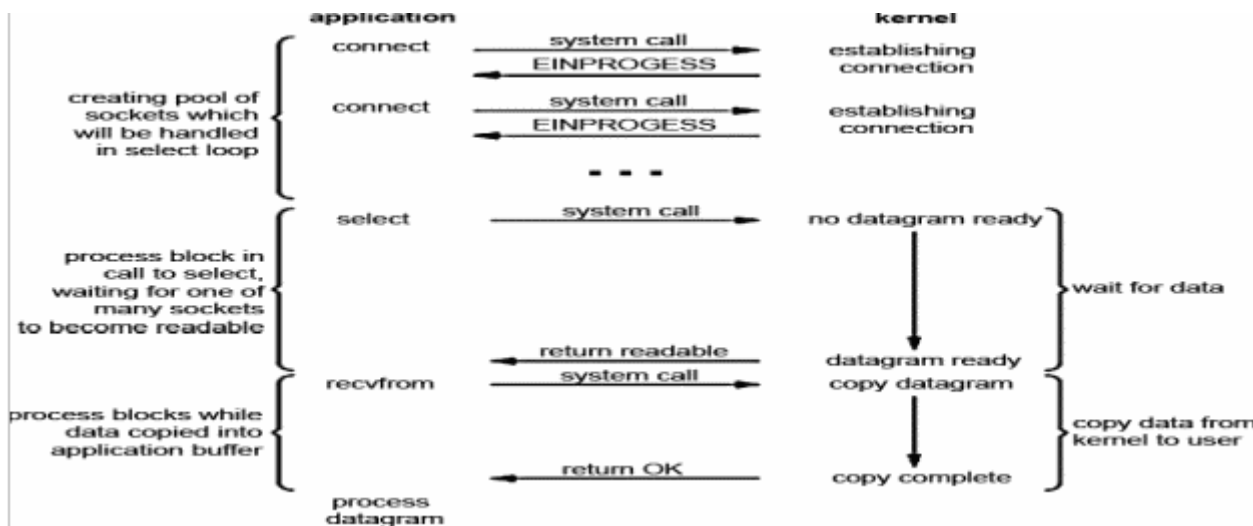 application kernel
connect system call establishing
EINPROGESS connection
creating pool of
sockets which
will be handled
in select loop
connect system call establishing
EINPROGESS connection
- - -
select system call no datagram ready
process block in
call to select,
waiting for one of
many sockets
to become readable
wait for data
return readable datagram ready
recvfrom system call copy datagram
process blocks while
data copied into
application buffer
copy data from
kernel to user
return OK copy complete
process
datagram